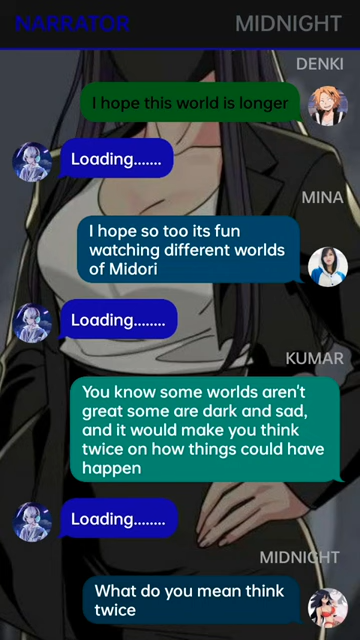 NARRATOR MIDNIGHT
DENKI
I hope this world is longer
Loading.......
MINA
I hope so too its fun
watching different worlds
of Midori
Loading........
KUMAR
You know some worlds aren't
great some are dark and sad,
and it would make you think
twice on how things could have
happen
Loading........
MIDNIGHT
What do you mean think
twice